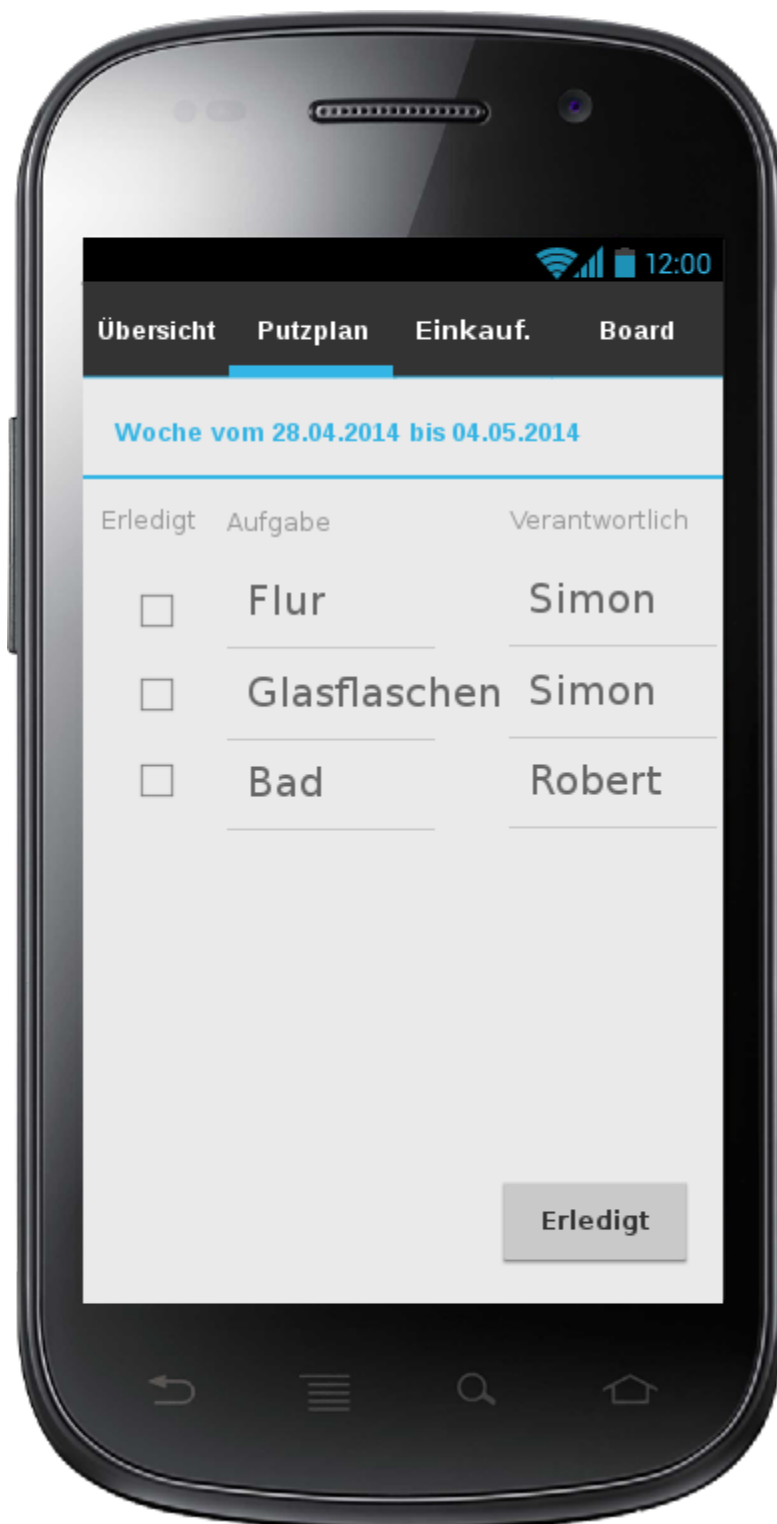 12:00
Übersicht Putzplan Einkauf. Board
Woche vom 28.04.2014 bis 04.05.2014
Erledigt Aufgabe Verantwortlich
Flur Simon
Glasflaschen Simon
Bad Robert
Erledigt